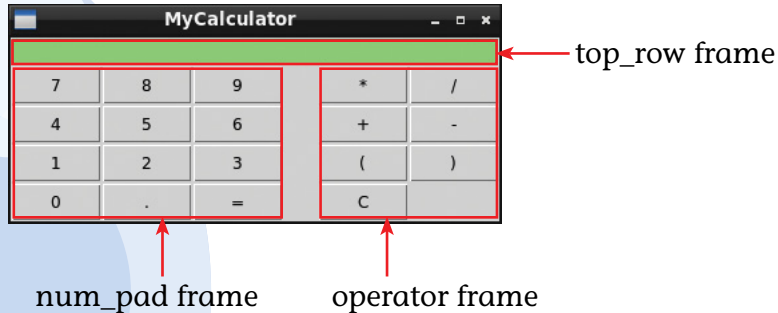 MyCalculator
top_row frame
7 8 9 * /
4 5 6 + -
1 2 3 ( )
0 . = C
num_pad frame operator frame